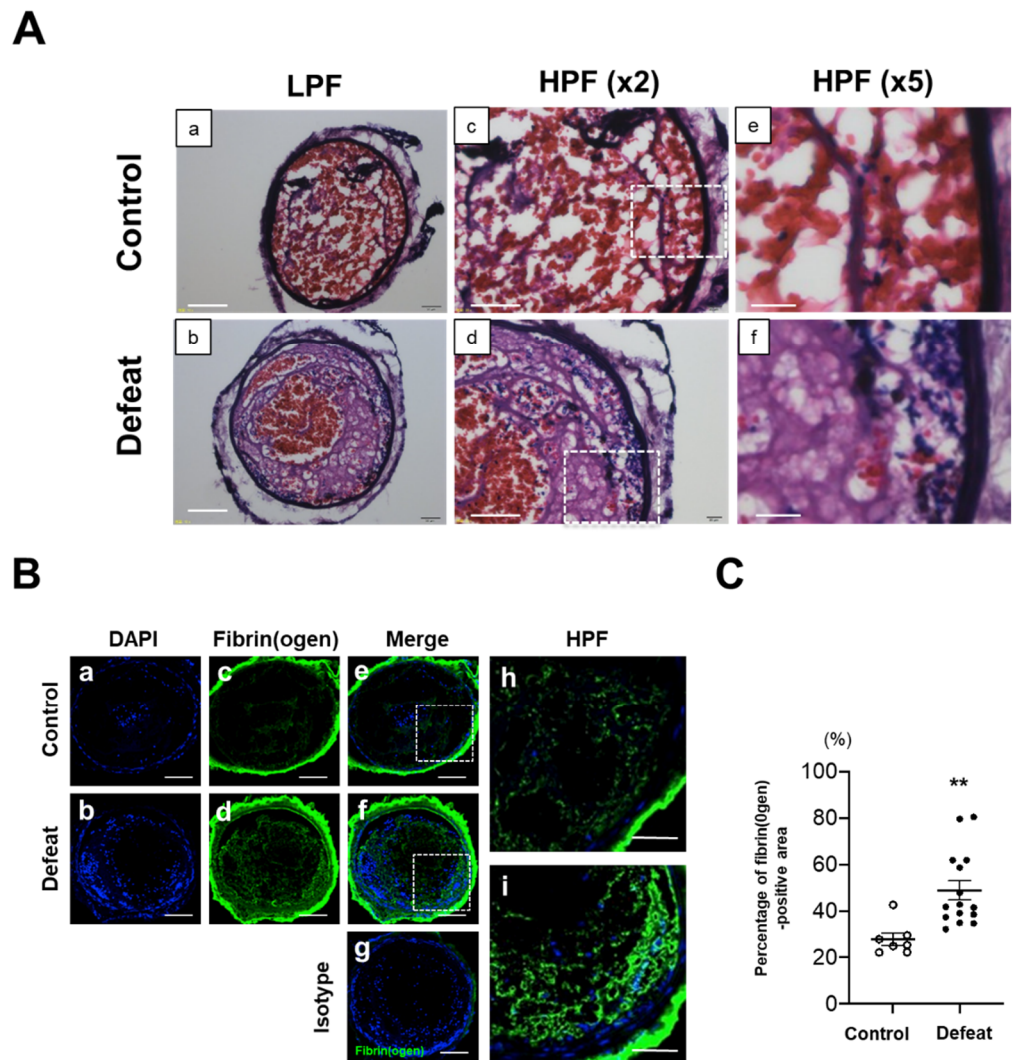 A
LPF
HPF (x2)
HPF (x5)
Control
a
c
e
Defeat
b
d
f
B
C
DAPI
Fibrin(ogen)
Merge
HPF
Control
a
c
e
h
Defeat
b
d
f
i
Isotype
g
Fibrin(ogen)
(%)
Percentage of fibrin(0gen)
-positive area
100
80
60
40
20
0
**
Control
Defeat